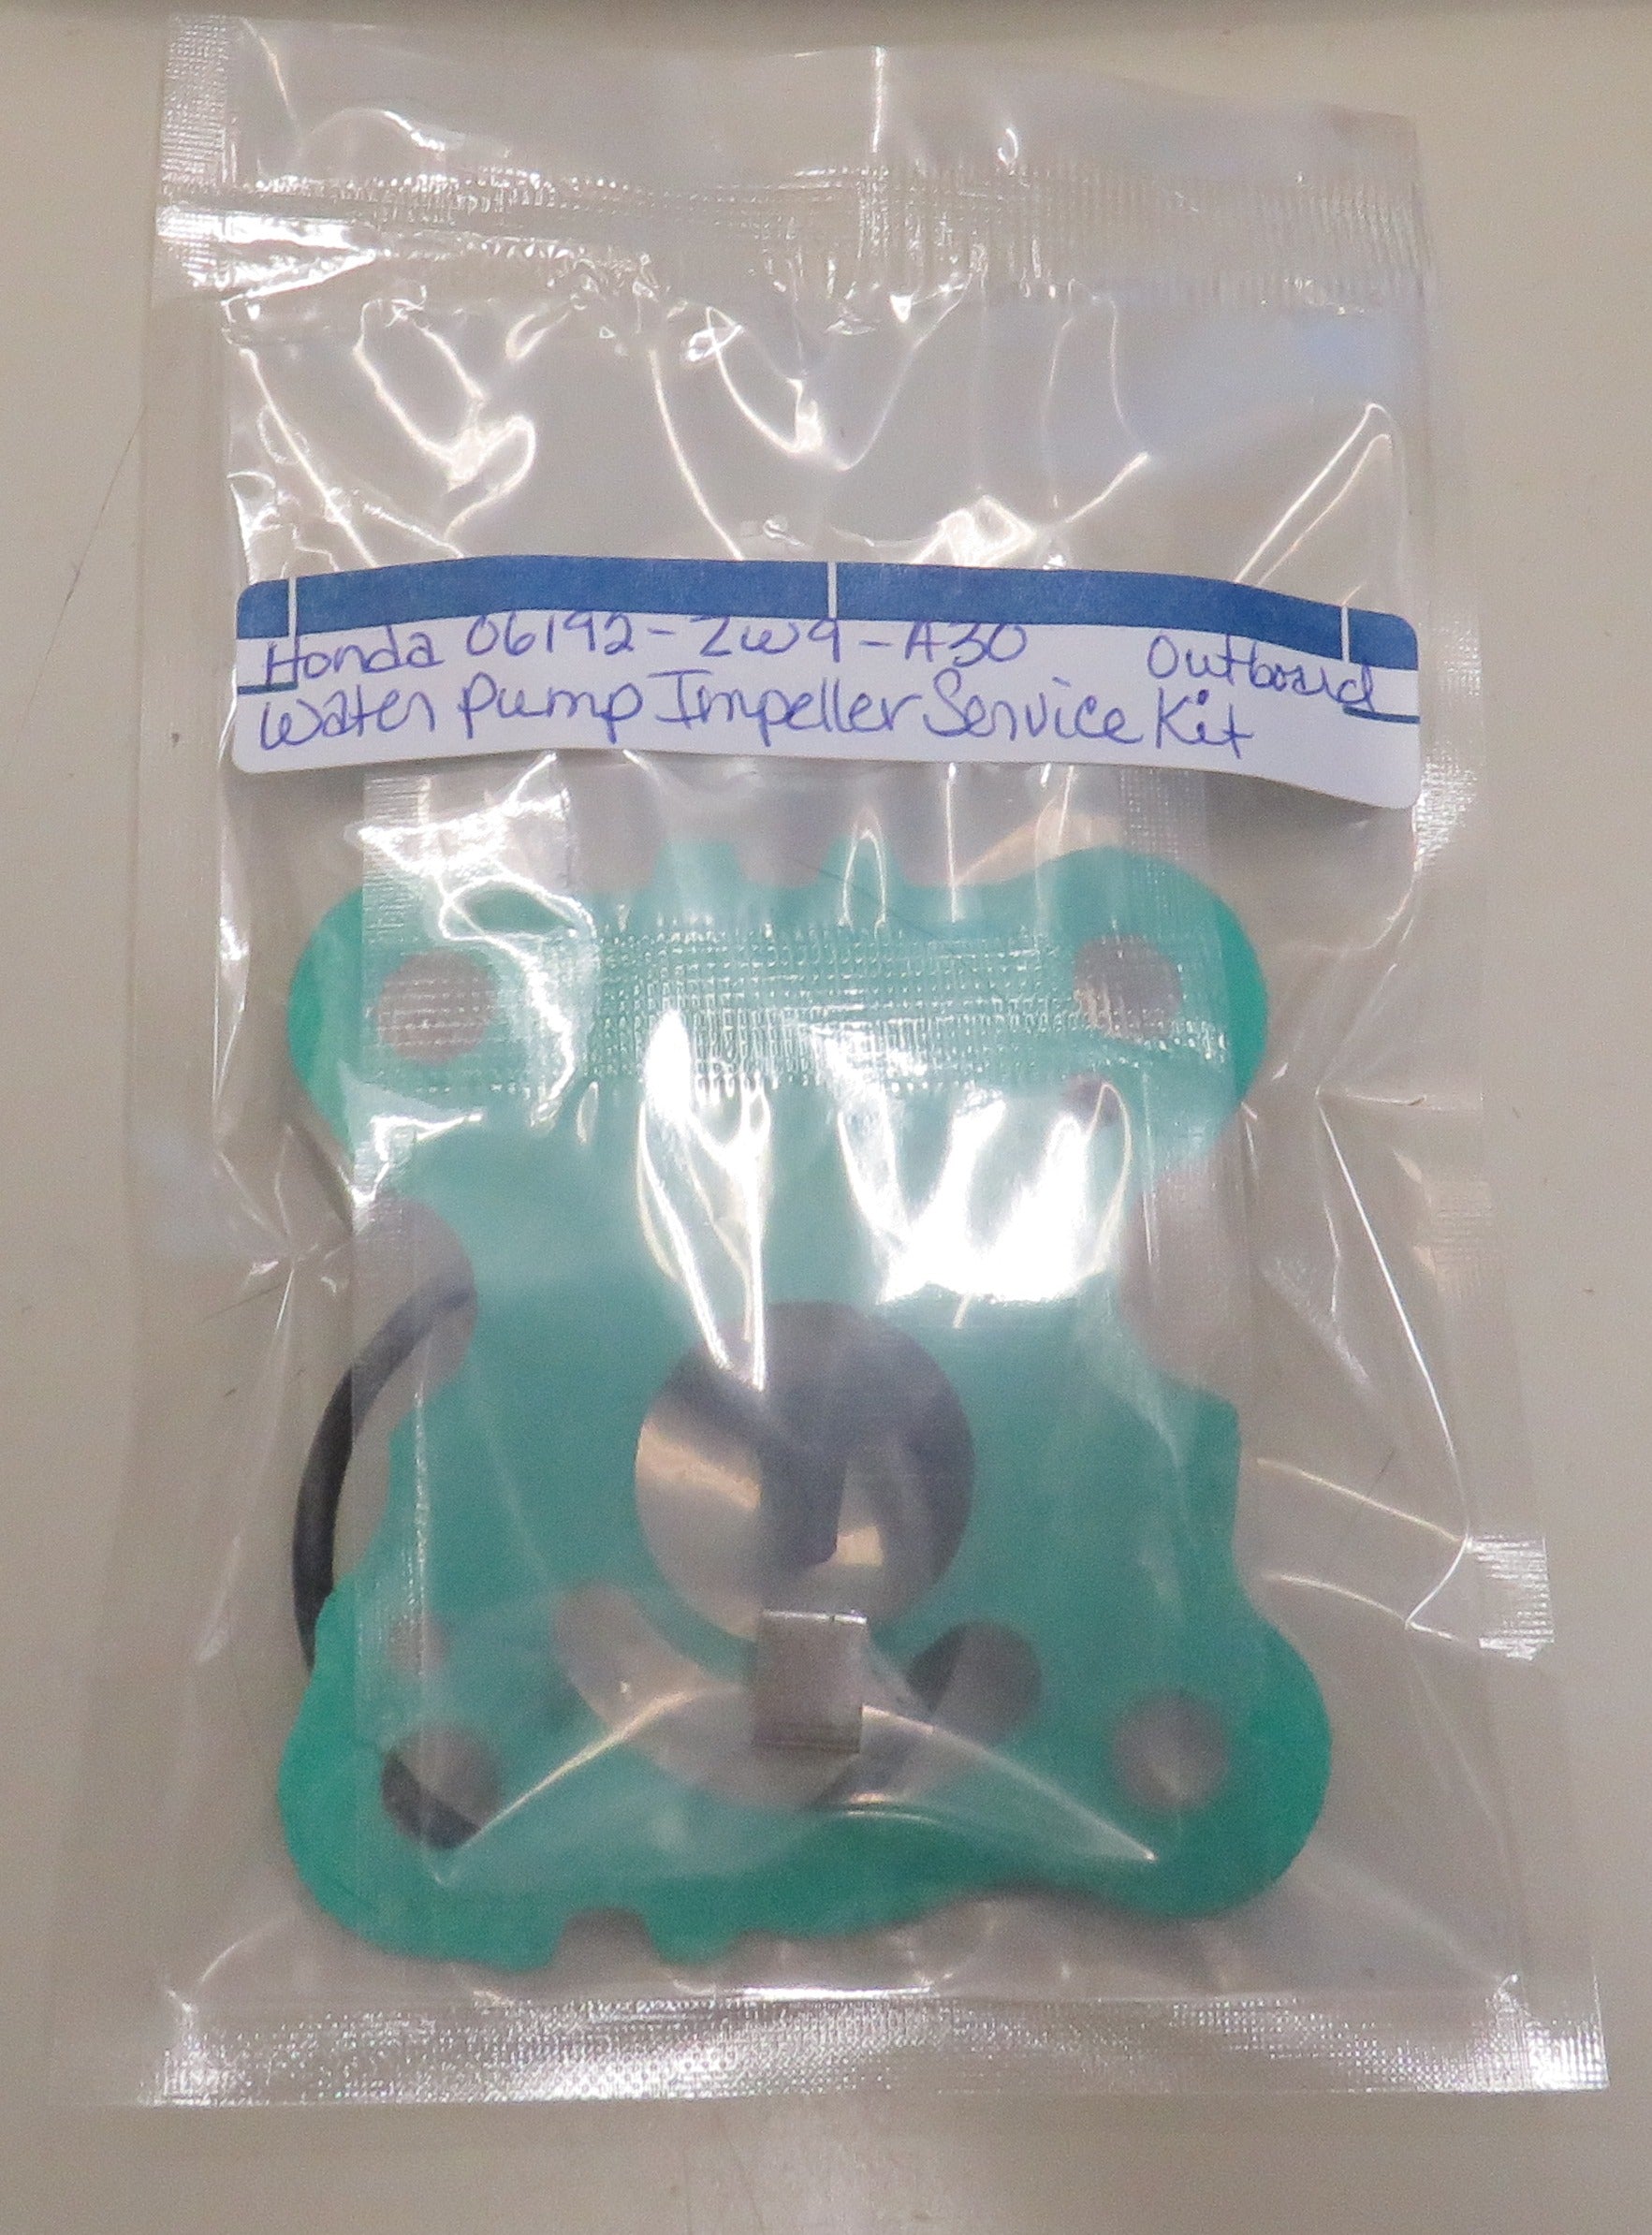 Honda 06192-ZW9-A30 Outboard
Water Pump Impeller Service Kit